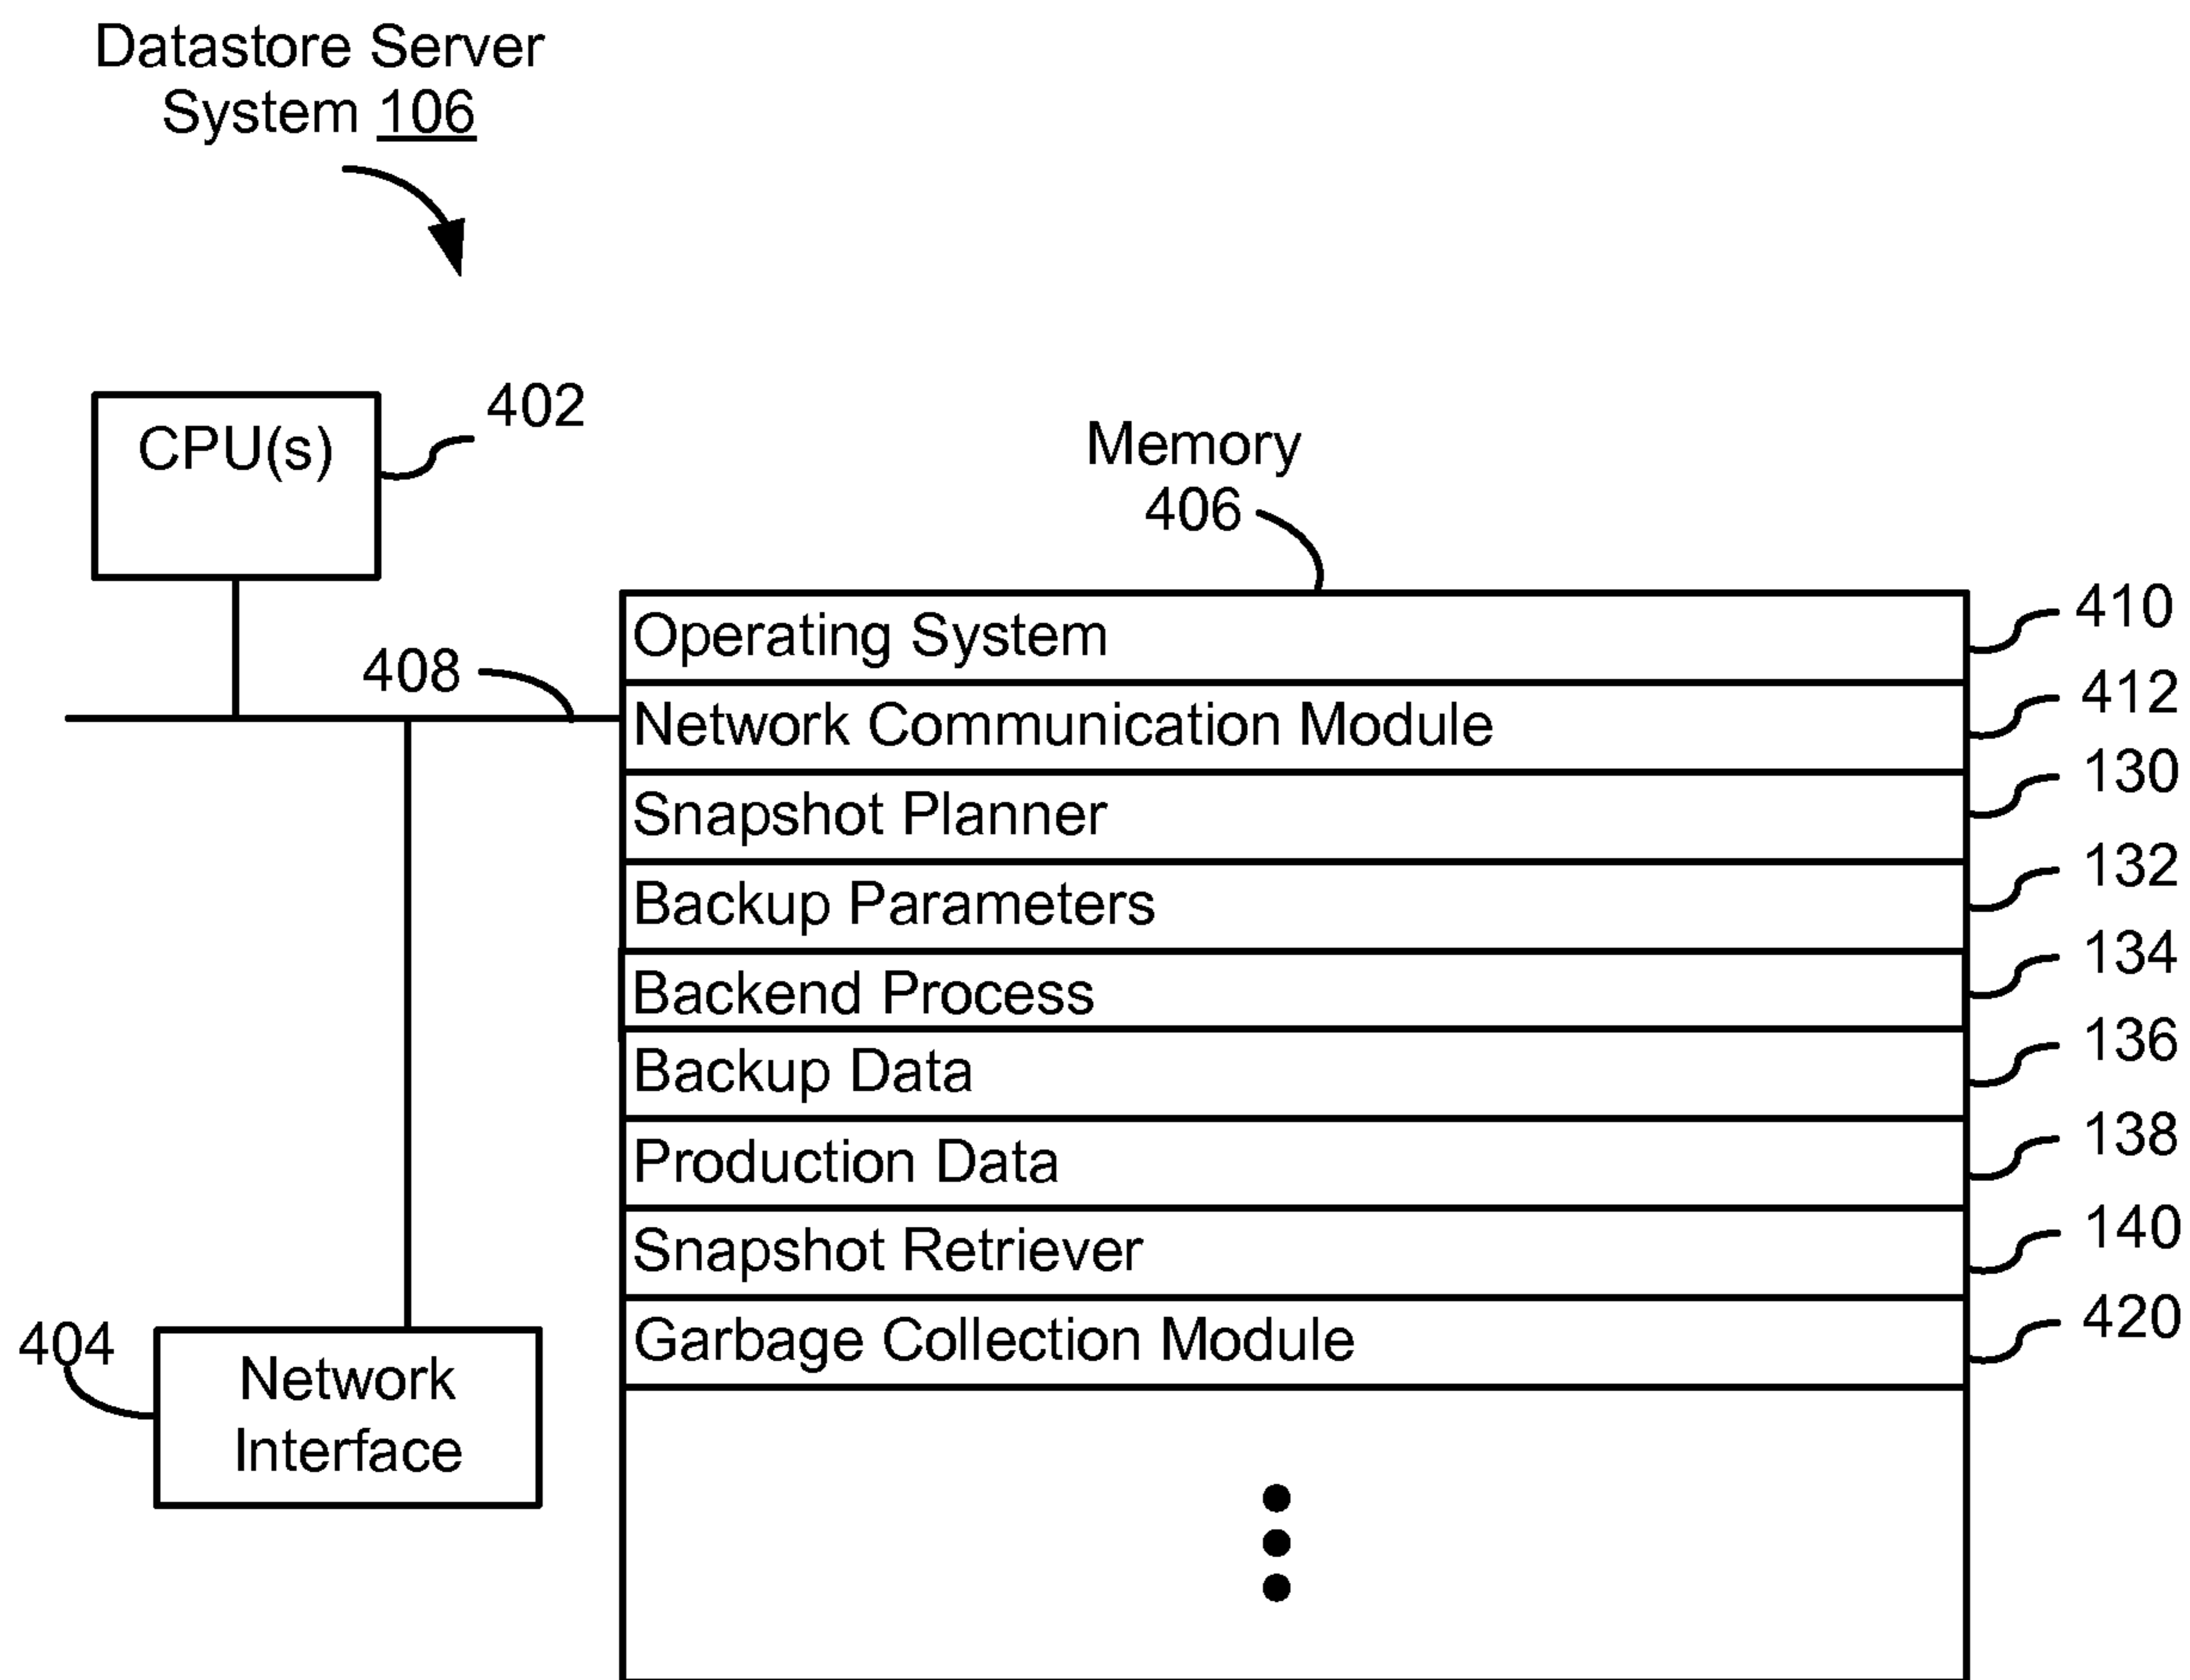 Datastore Server
System 106
CPU(s)
402
Memory
406
408
Operating System
410
Network Communication Module
412
Snapshot Planner
130
Backup Parameters
132
Backend Process
134
Backup Data
136
Production Data
138
Snapshot Retriever
140
Garbage Collection Module
420
404
Network
Interface